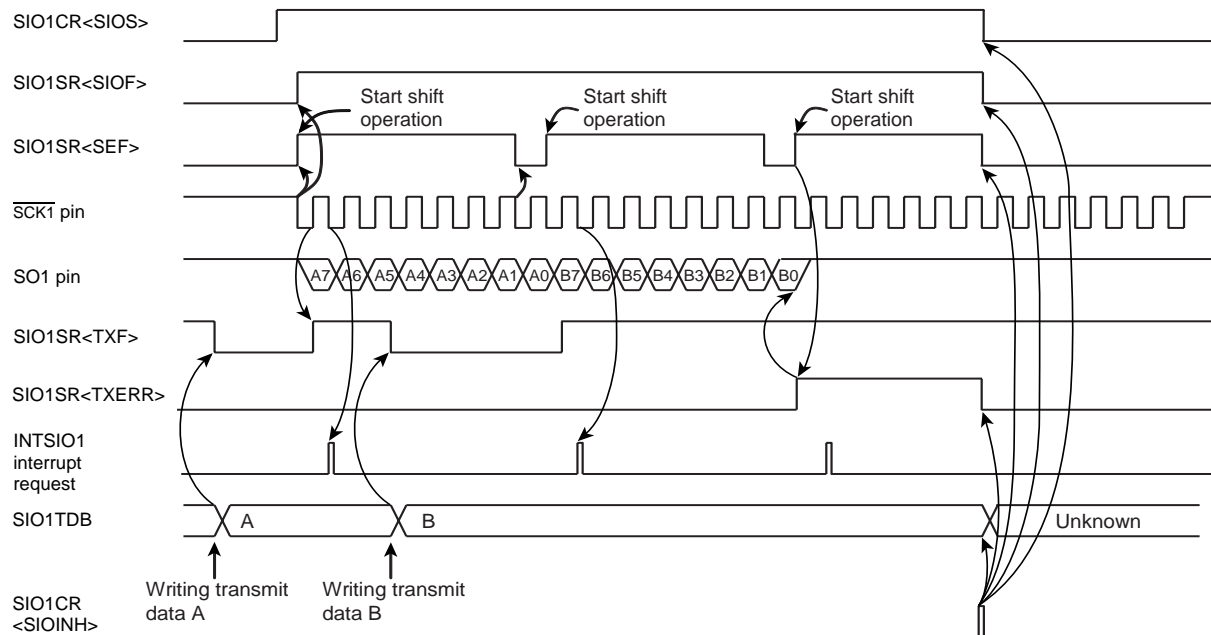 SIO1CR<SIOS>
SIO1SR<SIOF>
Start shift
operation
Start shift
operation
Start shift
operation
SIO1SR<SEF>
SCK1 pin
SO1 pin
A7 A6 A5 A4 A3 A2 A1 A0 B7 B6 B5 B4 B3 B2 B1 B0
SIO1SR<TXF>
SIO1SR<TXERR>
INTSIO1
interrupt
request
SIO1TDB
A
B
Unknown
Writing transmit
data A
Writing transmit
data B
SIO1CR
<SIOINH>